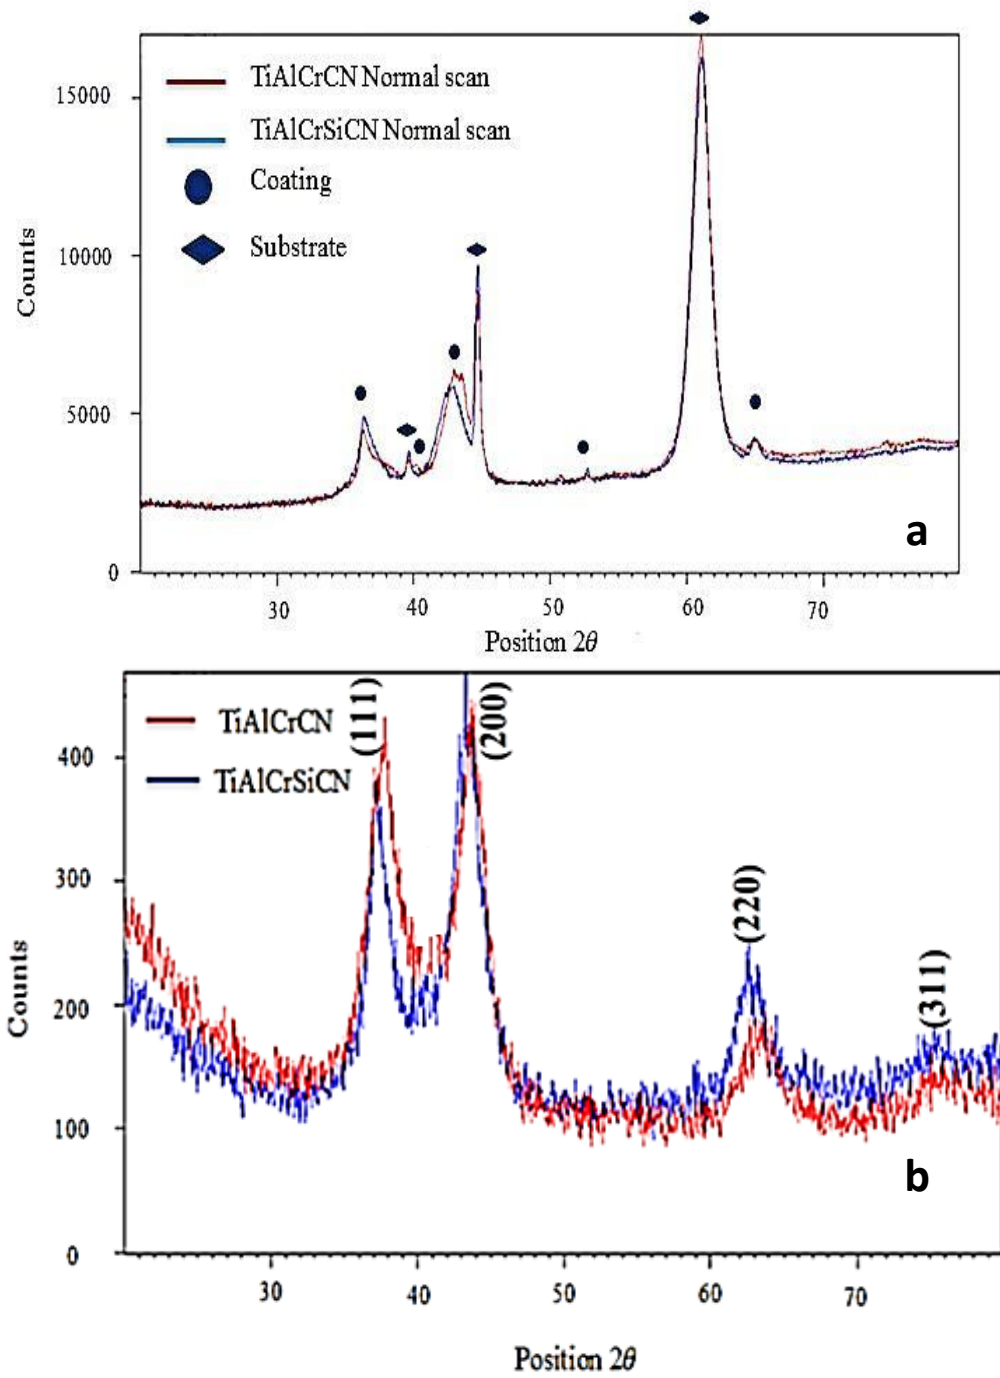 TiAlCrCN Normal scan
TiAlCrSiCN Normal scan
Coating
Substrate
15000
10000
5000
0
Counts
a
30 40 50 60 70
Position 2θ
(111)
(200)
(220)
(311)
TiAlCrCN
TiAlCrSiCN
400
300
200
100
0
Counts
b
30 40 50 60 70
Position 2θ